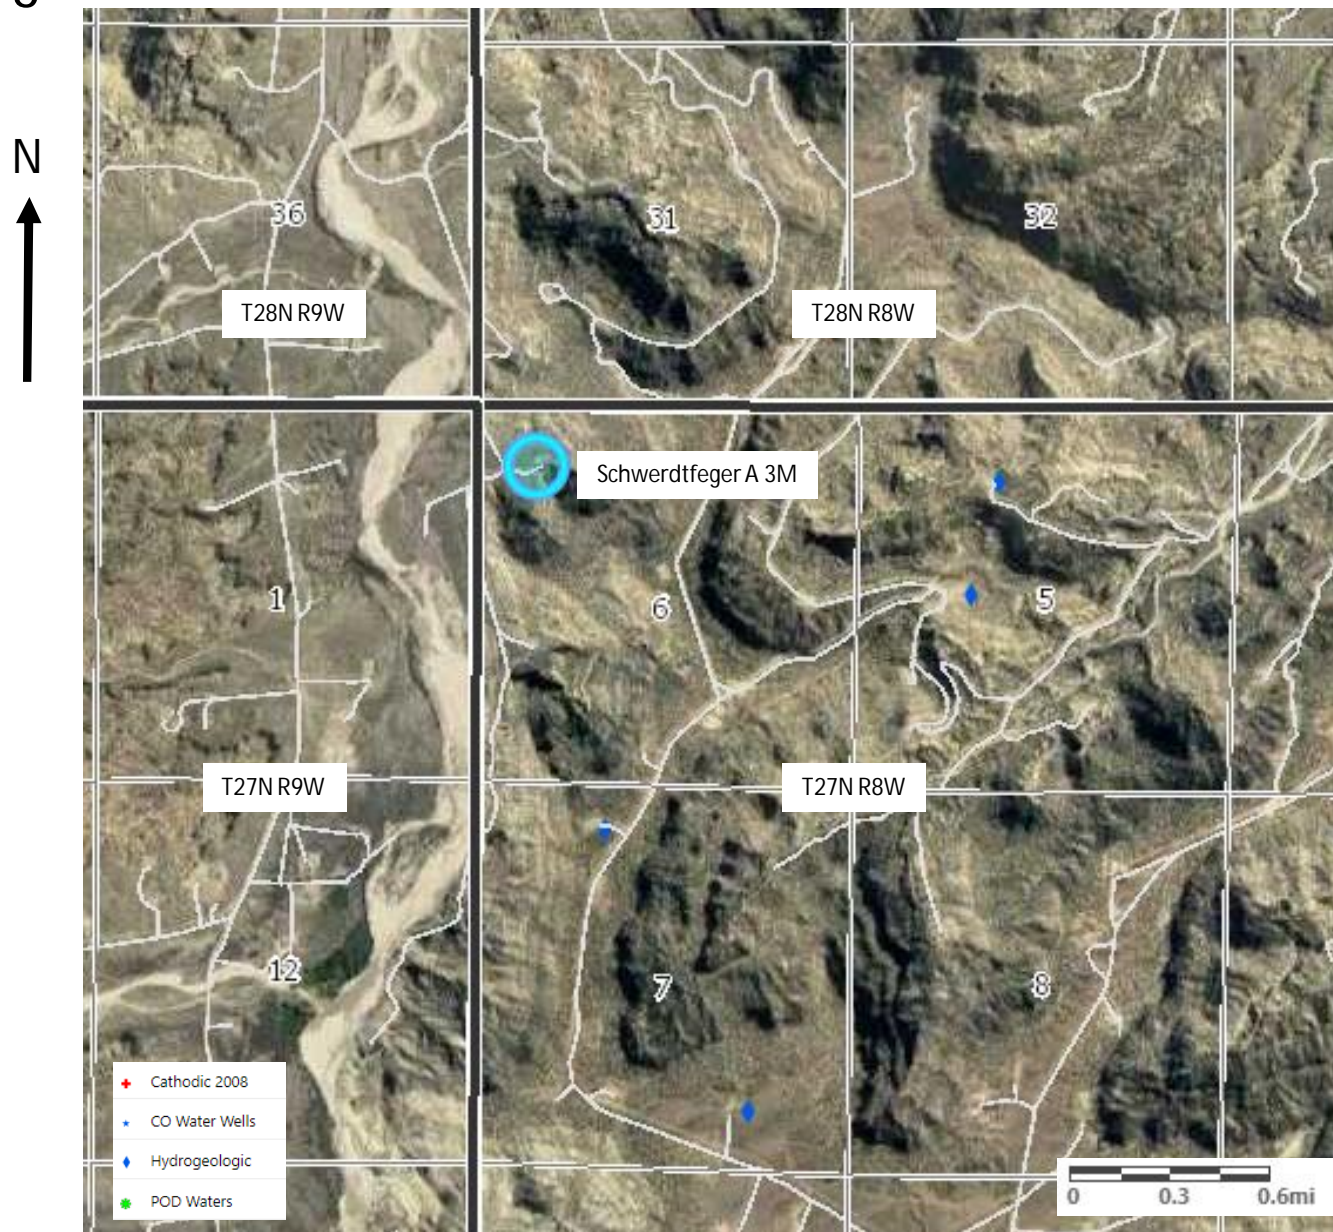 N
36
31
32
T28N R9W
T28N R8W
Schwerdtfeger A 3M
1
6
5
T27N R9W
T27N R8W
12
7
8
Cathodic 2008
CO Water Wells
Hydrogeologic
POD Waters
0 0.3 0.6mi